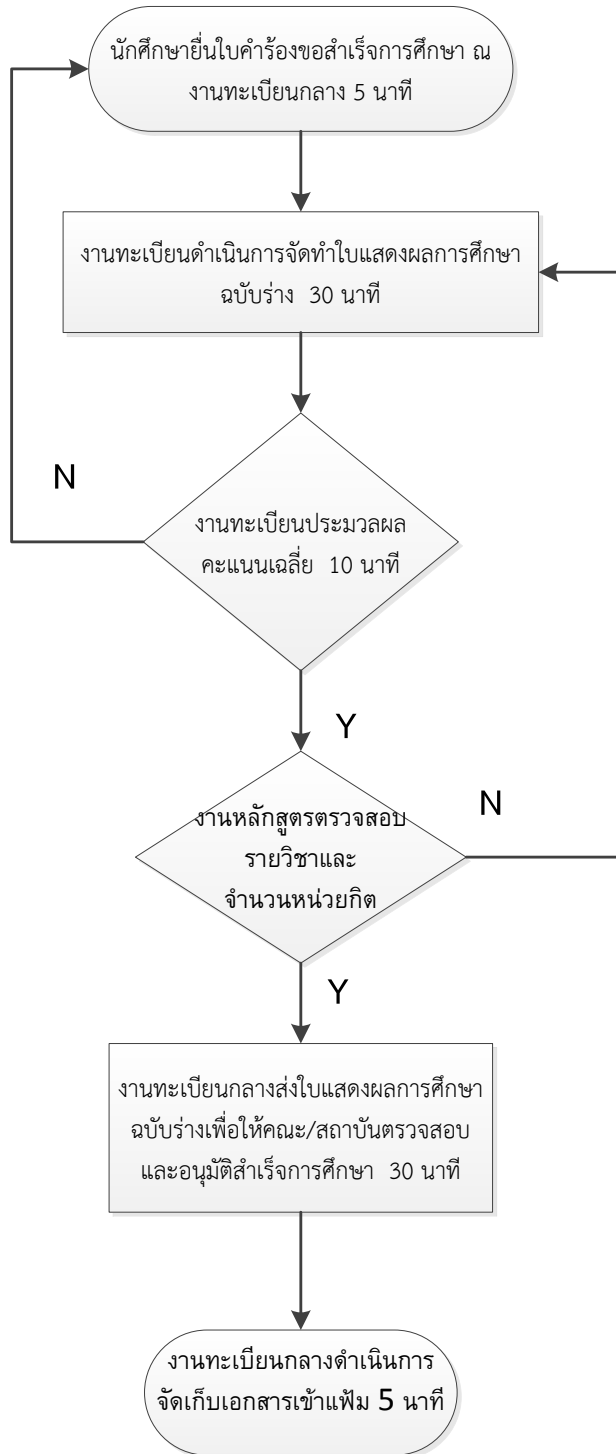 นักศึกษายื่นใบคำร้องขอสำเร็จการศึกษา ณ
งานทะเบียนกลาง 5 นาที
งานทะเบียนดำเนินการจัดทำใบแสดงผลการศึกษา
ฉบับร่าง 30 นาที
N
งานทะเบียนประมวลผล
คะแนนเฉลี่ย 10 นาที
Y
งานหลักสูตรตรวจสอบ
รายวิชาและ
จำนวนหน่วยกิต
N
Y
งานทะเบียนกลางส่งใบแสดงผลการศึกษา
ฉบับร่างเพื่อให้คณะ/สถาบันตรวจสอบ
และอนุมัติสำเร็จการศึกษา 30 นาที
งานทะเบียนกลางดำเนินการ
จัดเก็บเอกสารเข้าแฟ้ม 5 นาที